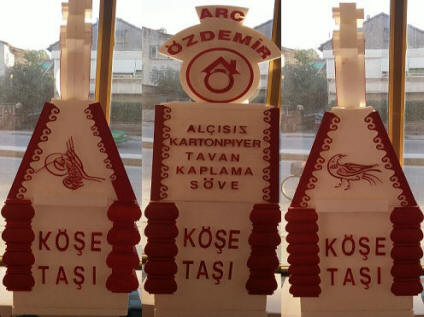 ARC
ÖZDEMİR
ALÇISIZ
KARTONPİYER
TAVAN
KAPLAMA
SÖVE
KÖŞE
TAŞI
KÖŞE
TAŞI
KÖŞE
TAŞI